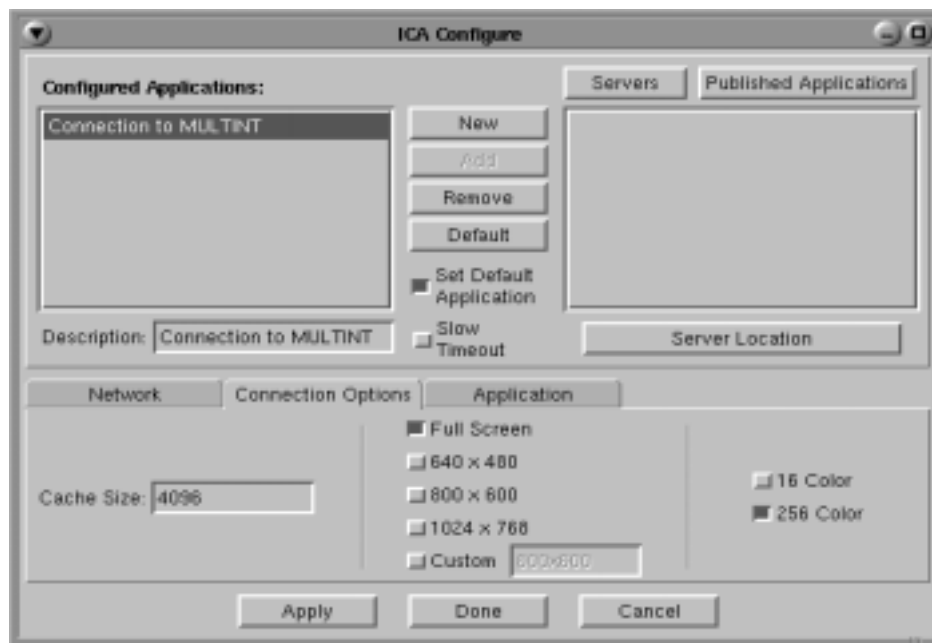 ICA Configure
Configured Applications:
Servers
Published Applications
Connection to MULTINT
New
Add
Remove
Default
Set Default
Application
Description: Connection to MULTINT
Slow
Timeout
Server Location
Network
Connection Options
Application
Full Screen
640 x 480
Cache Size: 4096
800 x 600
1024 x 768
Custom
600x600
16 Color
256 Color
Apply
Done
Cancel